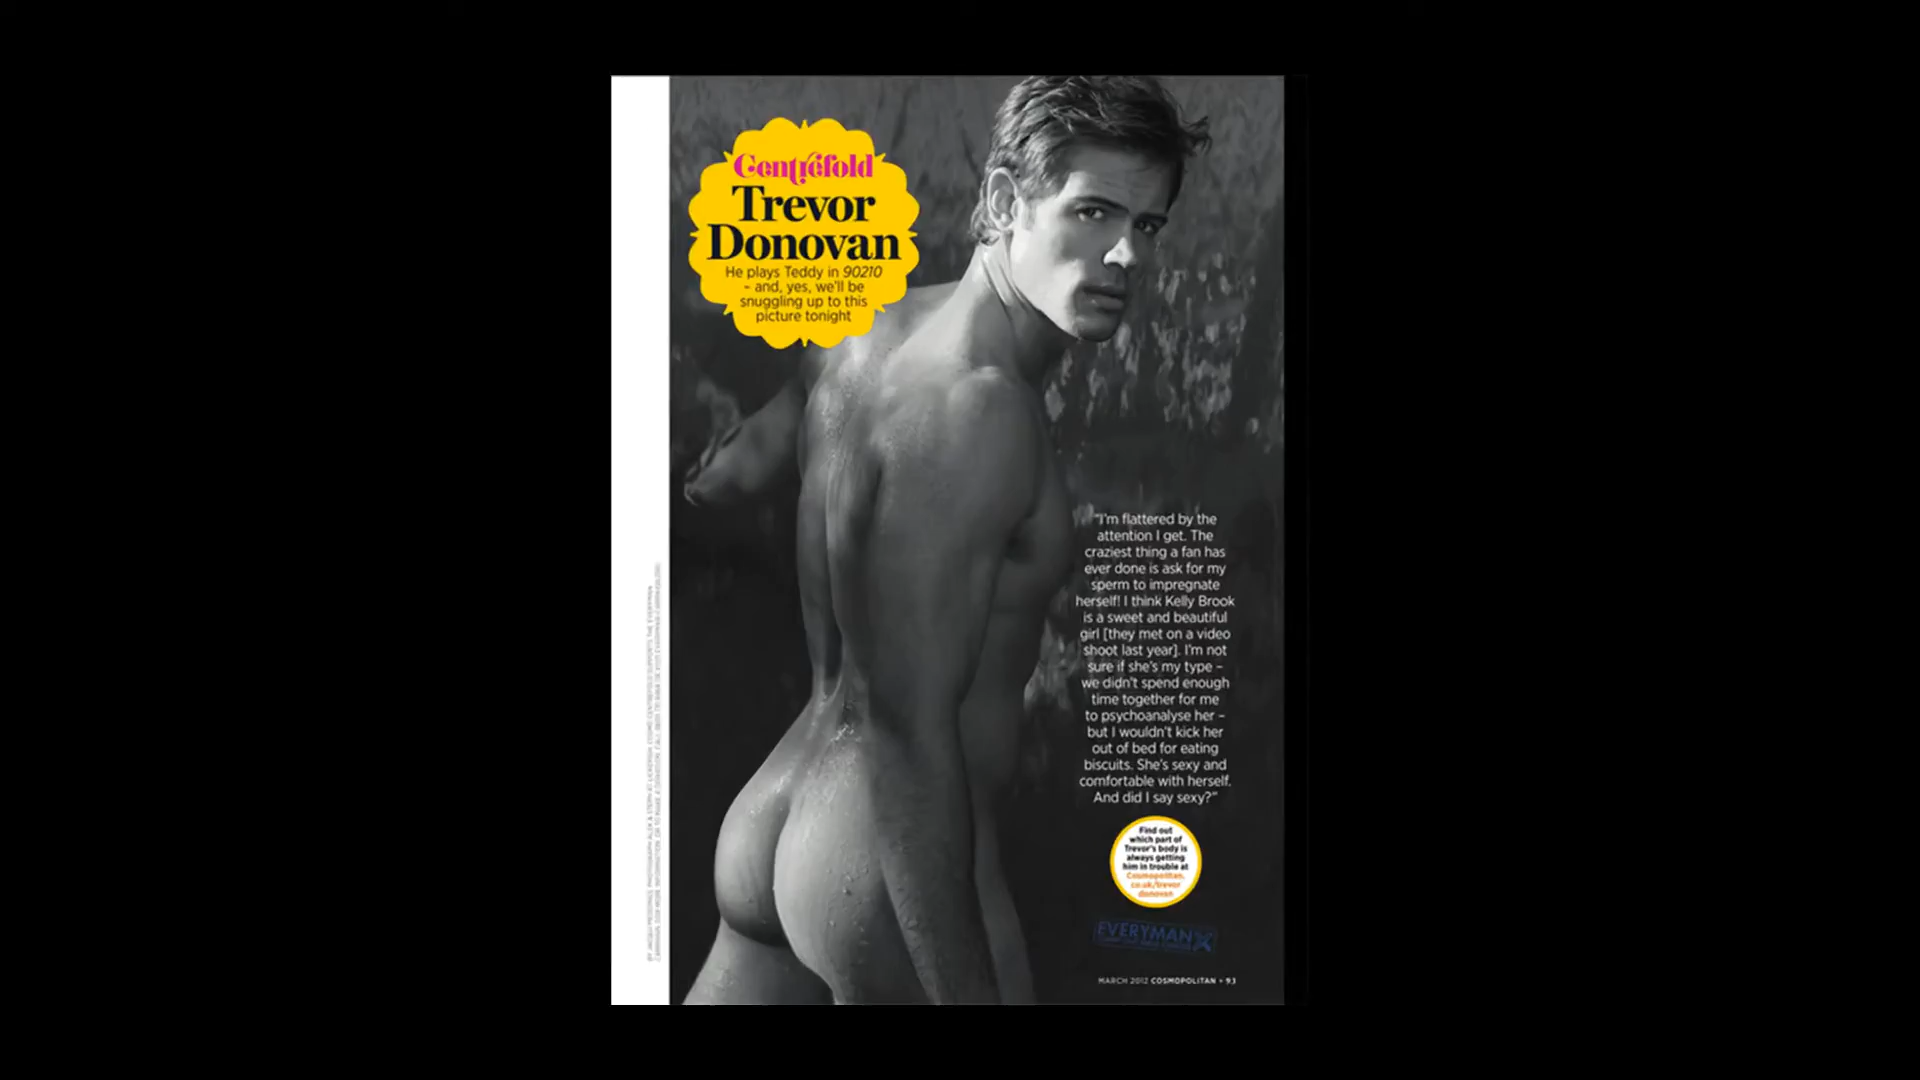 Centrefold
Trevor
Donovan
He plays Teddy in 90210
– and, yes, we'll be
snuggling up to this
picture tonight
"I'm flattered by the
attention I get. The
craziest thing a fan has
ever done is ask for my
sperm to impregnate
herself! I think Kelly Brook
is a sweet and beautiful
girl [they met on a video
shoot last year]. I'm not
sure if she's my type –
we didn't spend enough
time together for me
to psychoanalyse her –
but I wouldn't kick her
out of bed for eating
biscuits. She's sexy and
comfortable with herself.
And did I say sexy?"
Find out
which part of
Trevor's body is
always getting
him in trouble at
Cosmopolitan.
co.uk/trevor
donovan
EVERYMAN
MARCH 2012 COSMOPOLITAN • 93